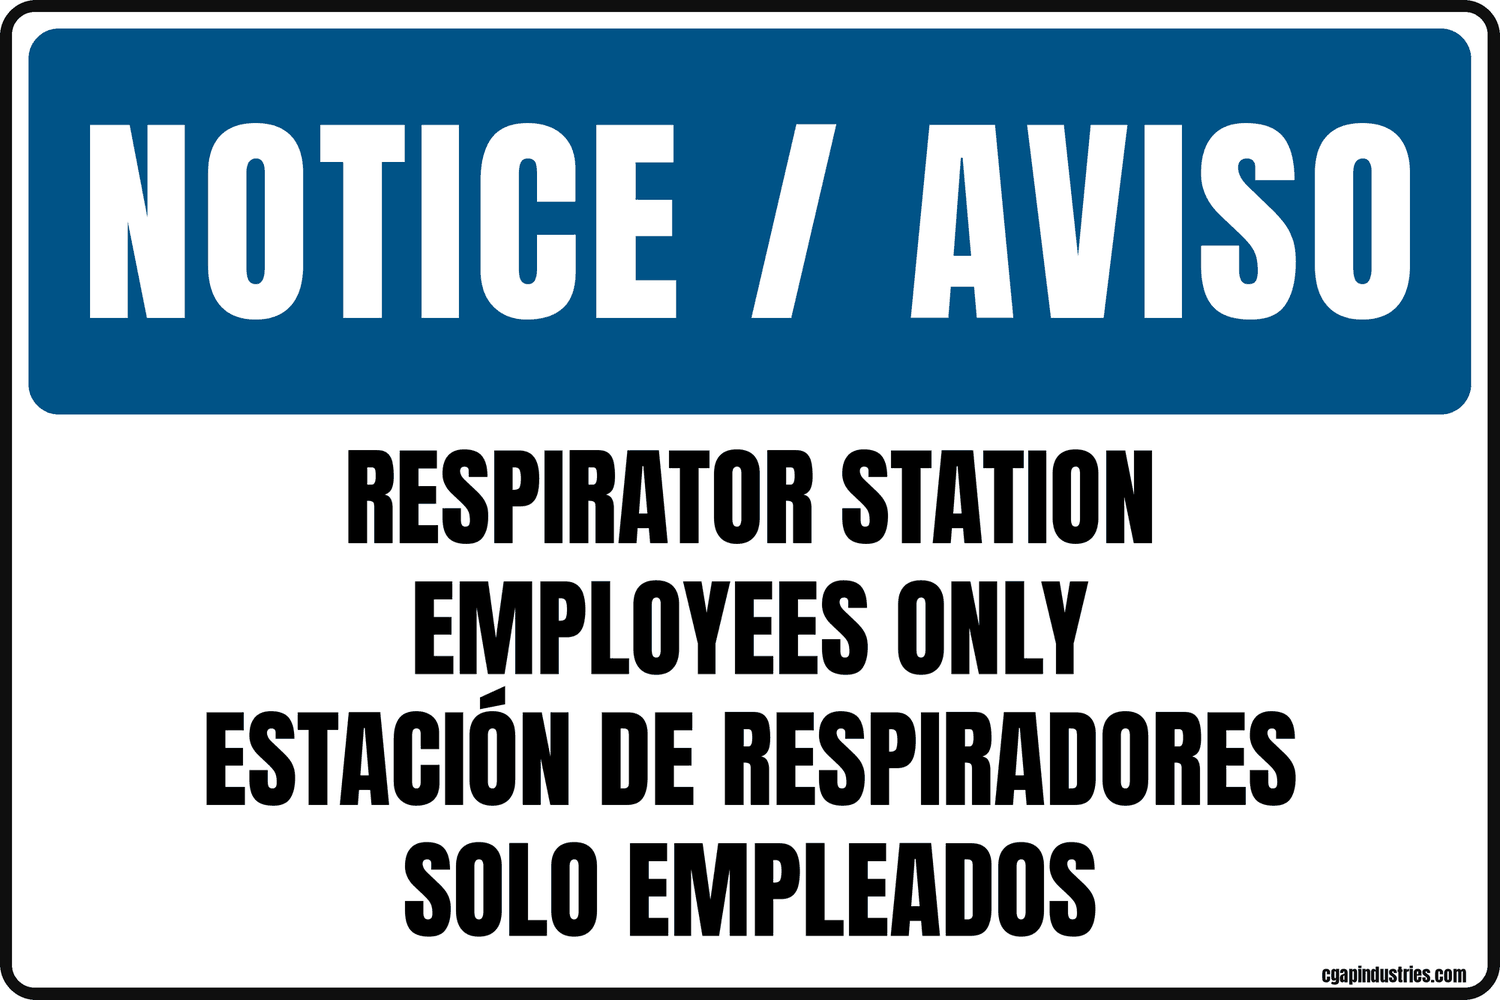 NOTICE / AVISO
RESPIRATOR STATION
EMPLOYEES ONLY
ESTACIÓN DE RESPIRADORES
SOLO EMPLEADOS
cgapindustries.com